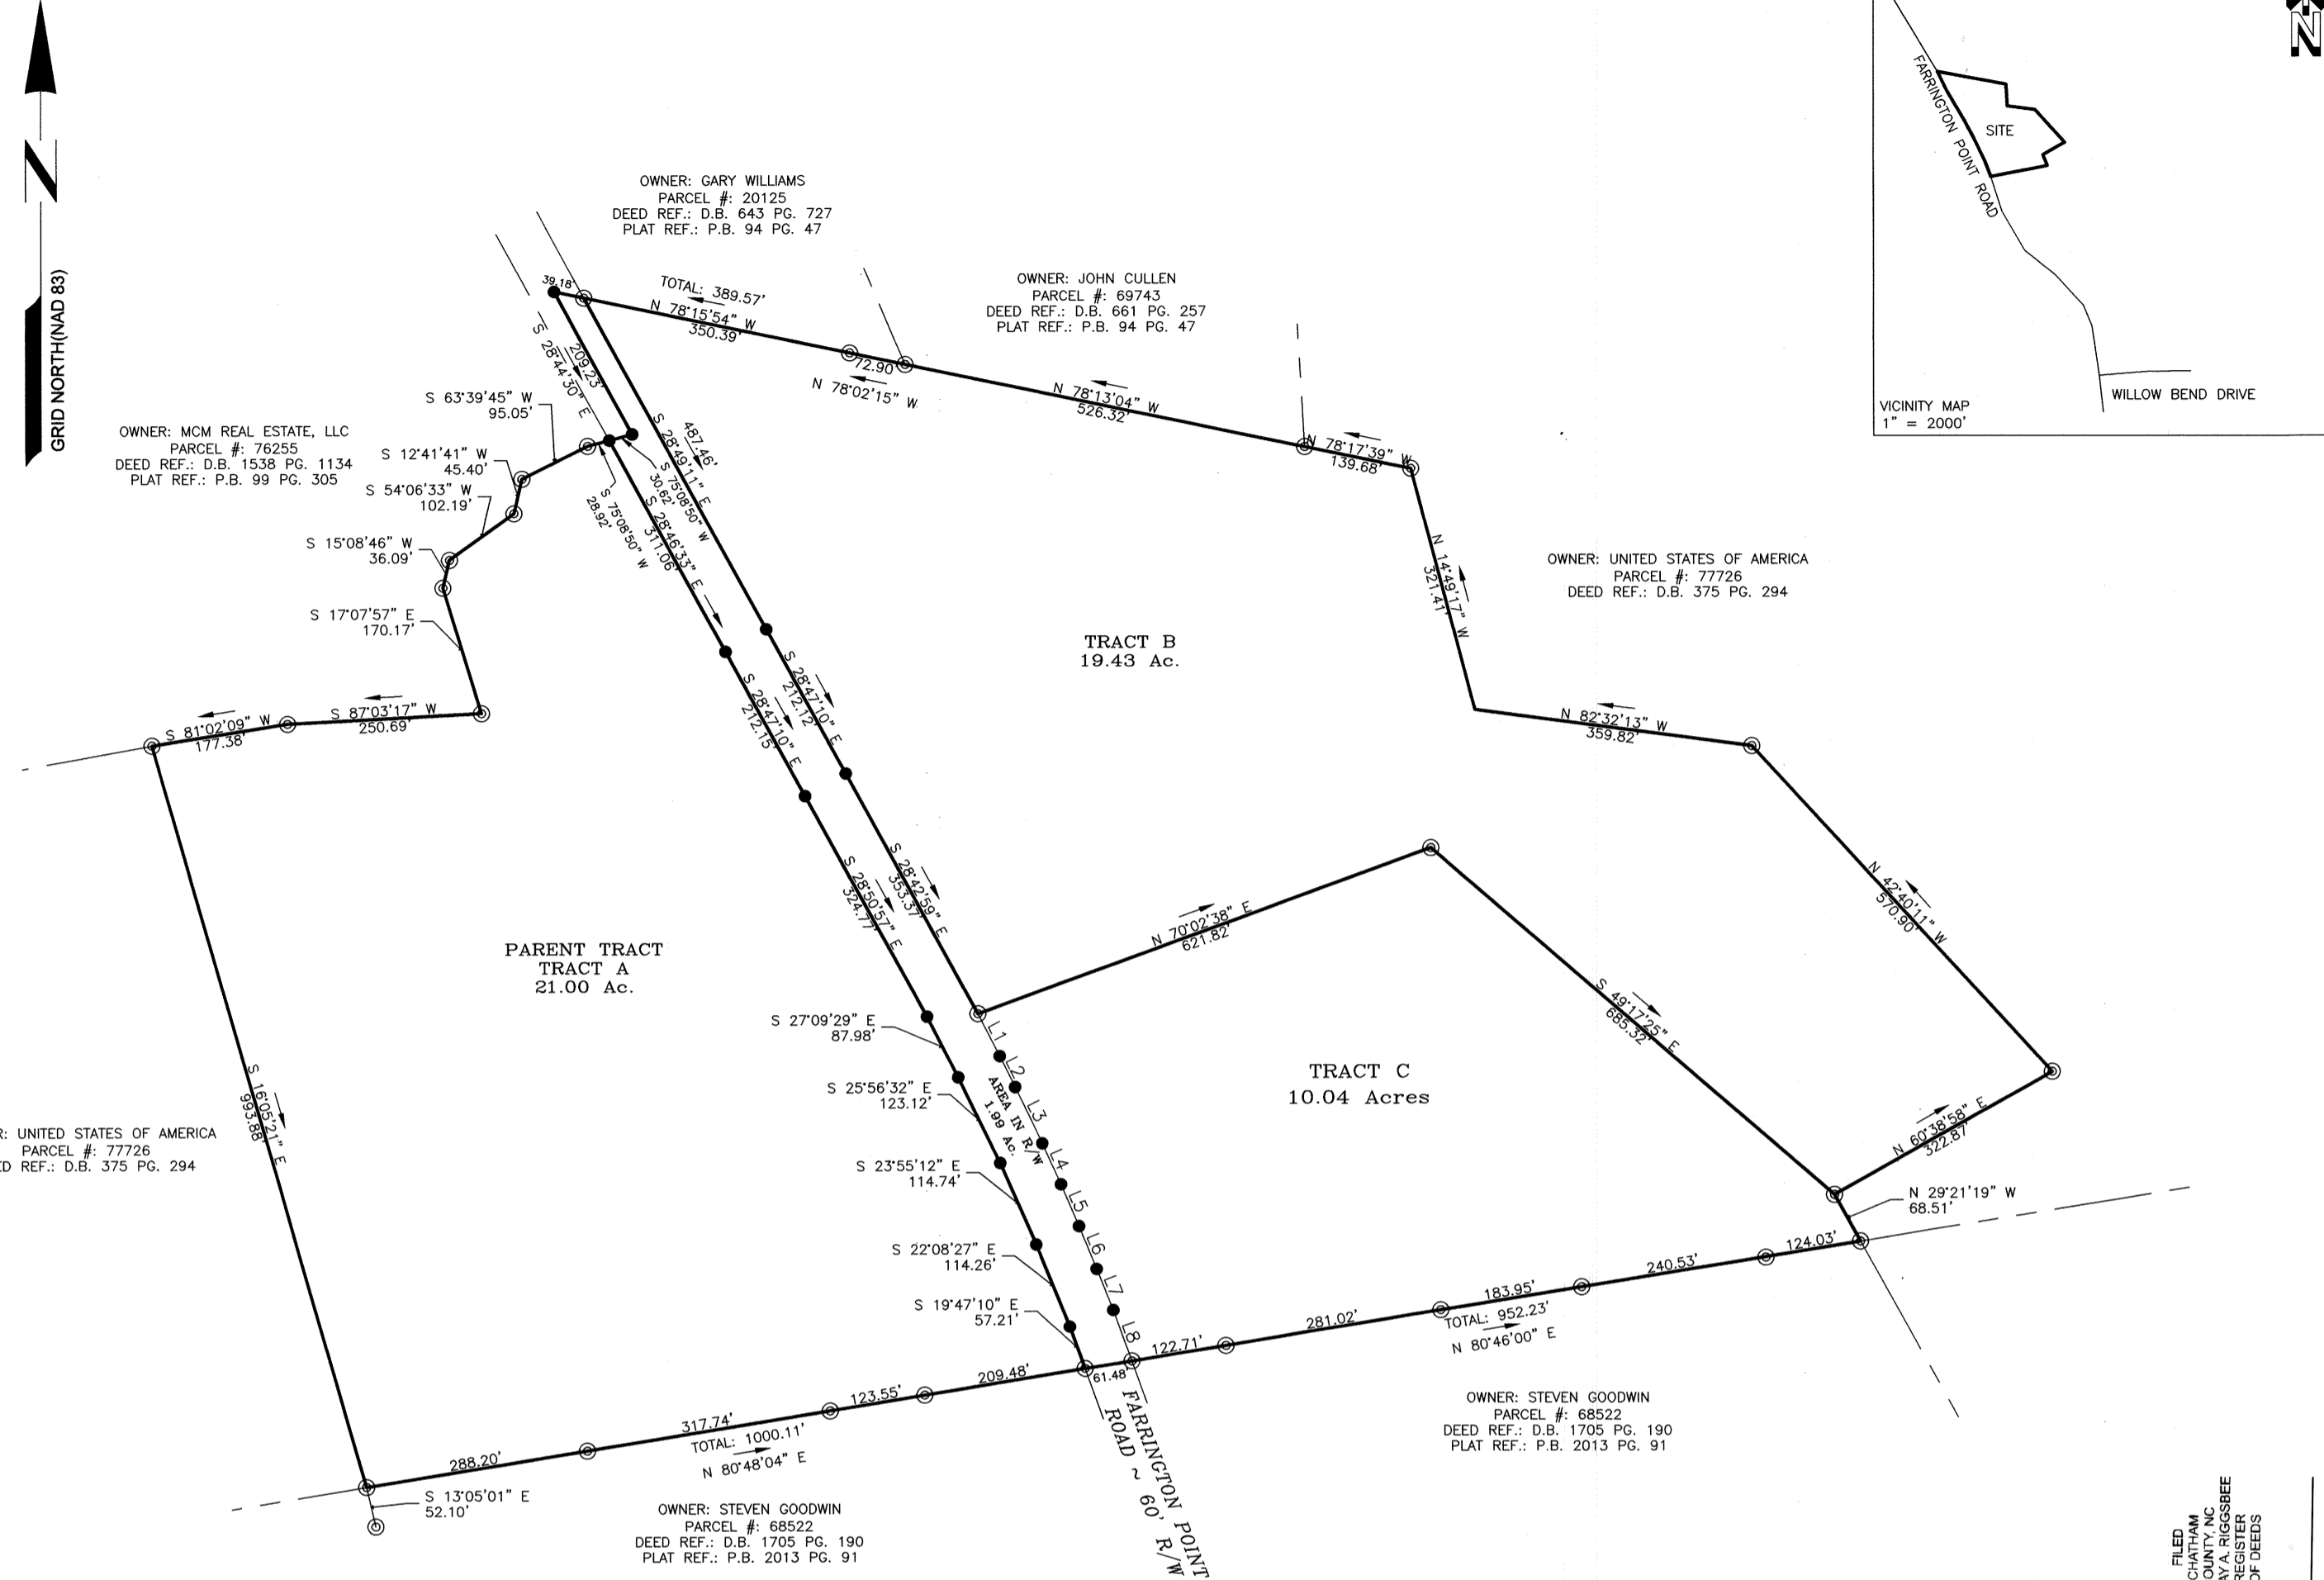 N
GRID NORTH(NAD 83)
N
FARRINGTON POINT ROAD
SITE
WILLOW BEND DRIVE
VICINITY MAP
1" = 2000'
OWNER: GARY WILLIAMS
PARCEL #: 20125
DEED REF.: D.B. 643 PG. 727
PLAT REF.: P.B. 94 PG. 47
OWNER: JOHN CULLEN
PARCEL #: 69743
DEED REF.: D.B. 661 PG. 257
PLAT REF.: P.B. 94 PG. 47
39.18'
TOTAL: 389.57'
N 78°15'54" W
350.39'
72.90'
N 78°02'15" W
N 78°13'04" W
526.32'
N 78°17'39" W
139.68'
209.23'
S 28°44'30" E
S 63°39'45" W
95.05'
OWNER: MCM REAL ESTATE, LLC
PARCEL #: 76255
DEED REF.: D.B. 1538 PG. 1134
PLAT REF.: P.B. 99 PG. 305
S 12°41'41" W
45.40'
S 54°06'33" W
102.19'
S 15°08'46" W
36.09'
S 17°07'57" E
170.17'
487.46'
S 28°49'11" E
S 75°08'50" W
30.62'
S 75°08'50" W
28.92'
S 28°46'33" E
311.06'
N 14°49'17" W
321.41'
OWNER: UNITED STATES OF AMERICA
PARCEL #: 77726
DEED REF.: D.B. 375 PG. 294
TRACT B
19.43 Ac.
S 28°47'10" E
212.12'
S 28°47'10" E
212.15'
S 81°02'09" W
177.38'
S 87°03'17" W
250.69'
N 82°32'13" W
359.82'
S 28°42'59" E
353.37'
S 28°50'57" E
324.77'
N 42°40'11" W
570.90'
N 70°02'38" E
621.82'
PARENT TRACT
TRACT A
21.00 Ac.
S 49°17'25" E
685.32'
S 27°09'29" E
87.98'
L1
L2
L3
L4
L5
L6
L7
L8
AREA IN R/W
1.99 Ac.
TRACT C
10.04 Acres
S 25°56'32" E
123.12'
S 16°05'21" E
993.88'
R: UNITED STATES OF AMERICA
PARCEL #: 77726
ED REF.: D.B. 375 PG. 294
S 23°55'12" E
114.74'
N 60°38'58" E
322.87'
N 29°21'19" W
68.51'
S 22°08'27" E
114.26'
S 19°47'10" E
57.21'
124.03'
240.53'
183.95'
TOTAL: 952.23'
N 80°46'00" E
281.02'
122.71'
61.48'
209.48'
123.55'
317.74'
TOTAL: 1000.11'
N 80°48'04" E
288.20'
S 13°05'01" E
52.10'
FARRINGTON POINT
ROAD ~ 60' R/W
OWNER: STEVEN GOODWIN
PARCEL #: 68522
DEED REF.: D.B. 1705 PG. 190
PLAT REF.: P.B. 2013 PG. 91
OWNER: STEVEN GOODWIN
PARCEL #: 68522
DEED REF.: D.B. 1705 PG. 190
PLAT REF.: P.B. 2013 PG. 91
FILED
CHATHAM
OUNTY, NC
AY A. RIGGSBEE
REGISTER
OF DEEDS